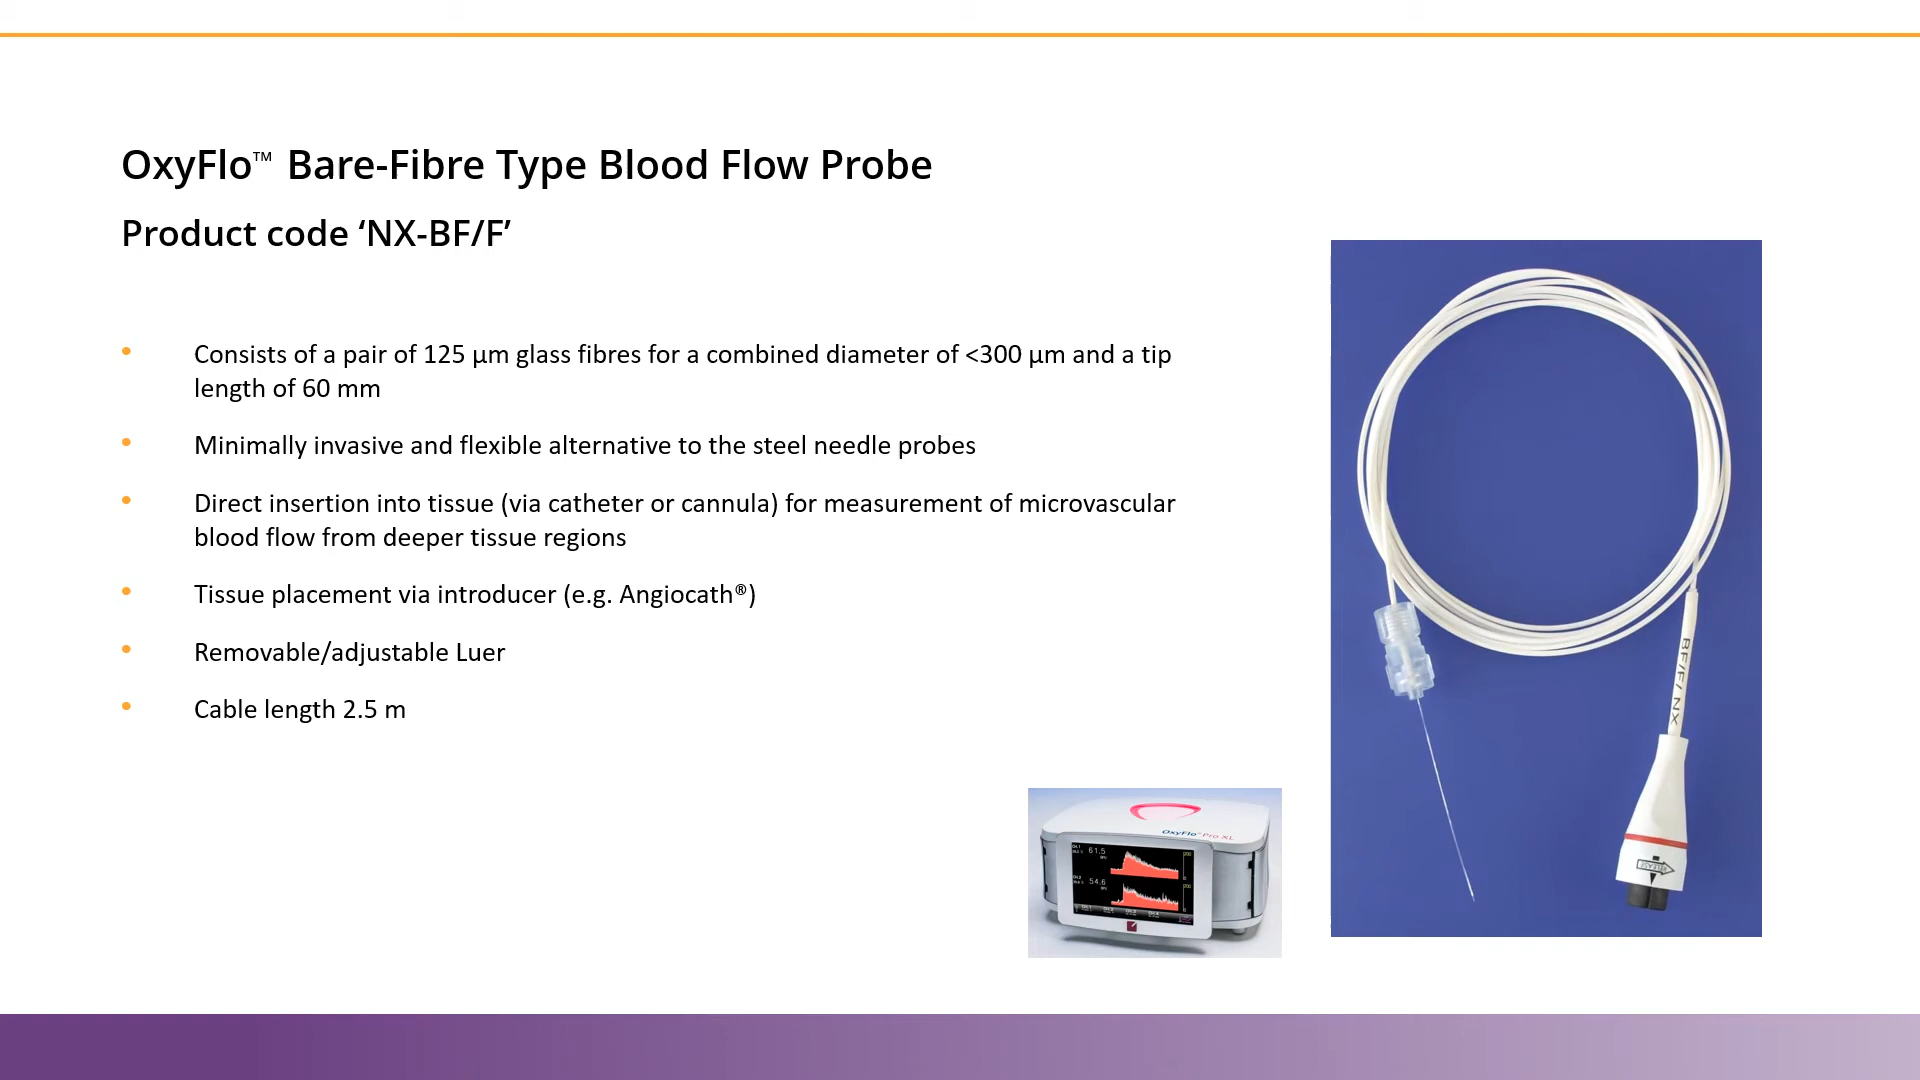 OxyFlo™ Bare-Fibre Type Blood Flow Probe
Product code ‘NX-BF/F’
• Consists of a pair of 125 µm glass fibres for a combined diameter of <300 µm and a tip
length of 60 mm
• Minimally invasive and flexible alternative to the steel needle probes
• Direct insertion into tissue (via catheter or cannula) for measurement of microvascular
blood flow from deeper tissue regions
• Tissue placement via introducer (e.g. Angiocath®)
• Removable/adjustable Luer
• Cable length 2.5 m
BF/F/ NX
RELEASE
OxyFlo™ Pro XL
61.5
54.6